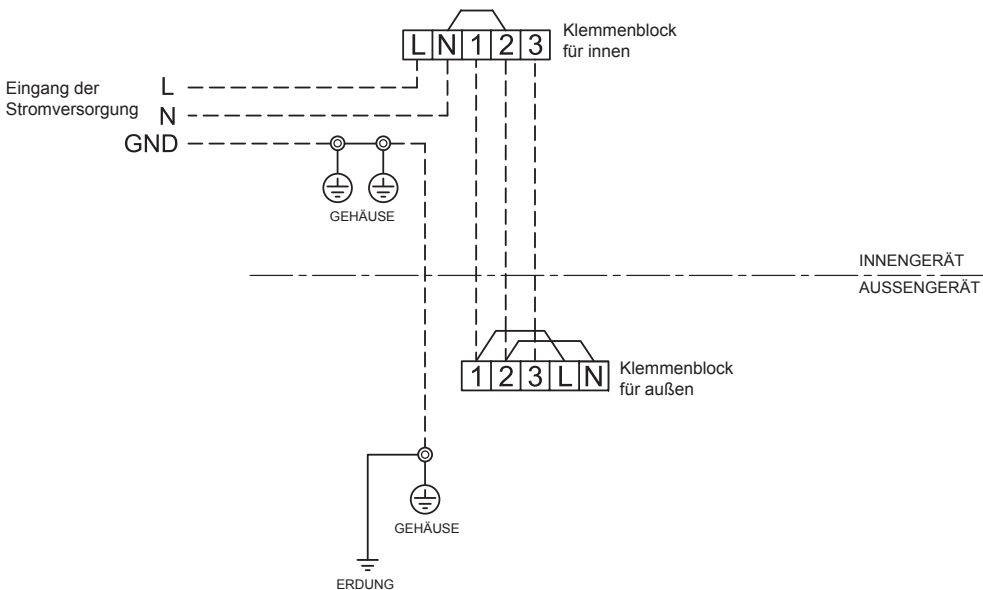 L N 1 2 3
Klemmenblock
für innen
Eingang der
Stromversorgung
L
N
GND
GEHÄUSE
INNENGERÄT
AUSSENGERÄT
1 2 3 L N
Klemmenblock
für außen
GEHÄUSE
ERDUNG